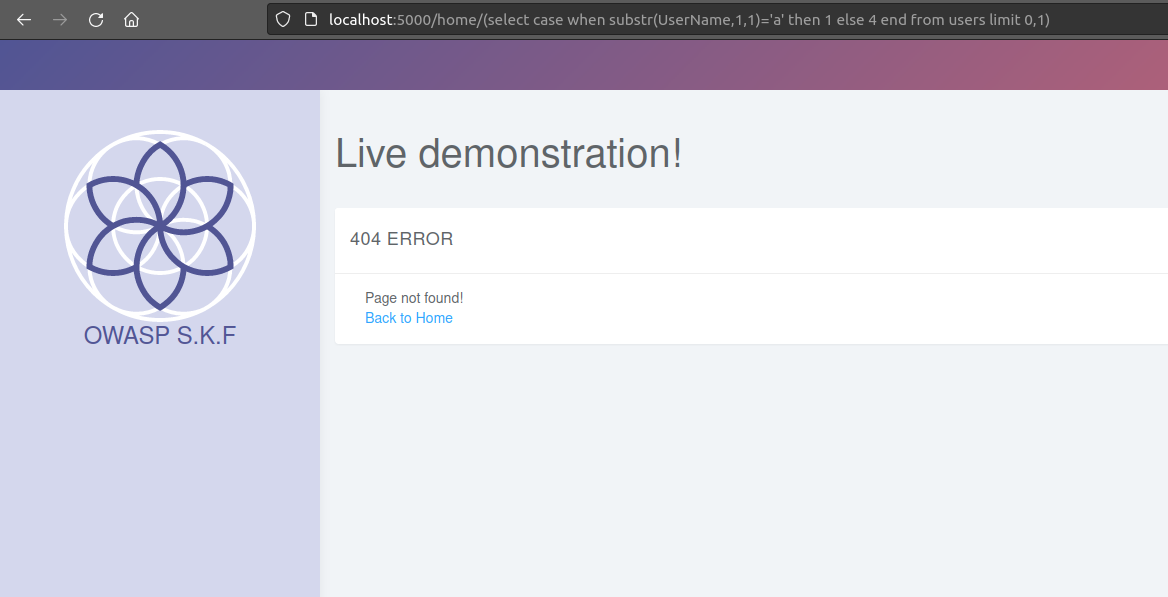 localhost:5000/home/(select case when substr(UserName,1,1)='a' then 1 else 4 end from users limit 0,1)
Live demonstration!
404 ERROR
Page not found!
Back to Home
OWASP S.K.F